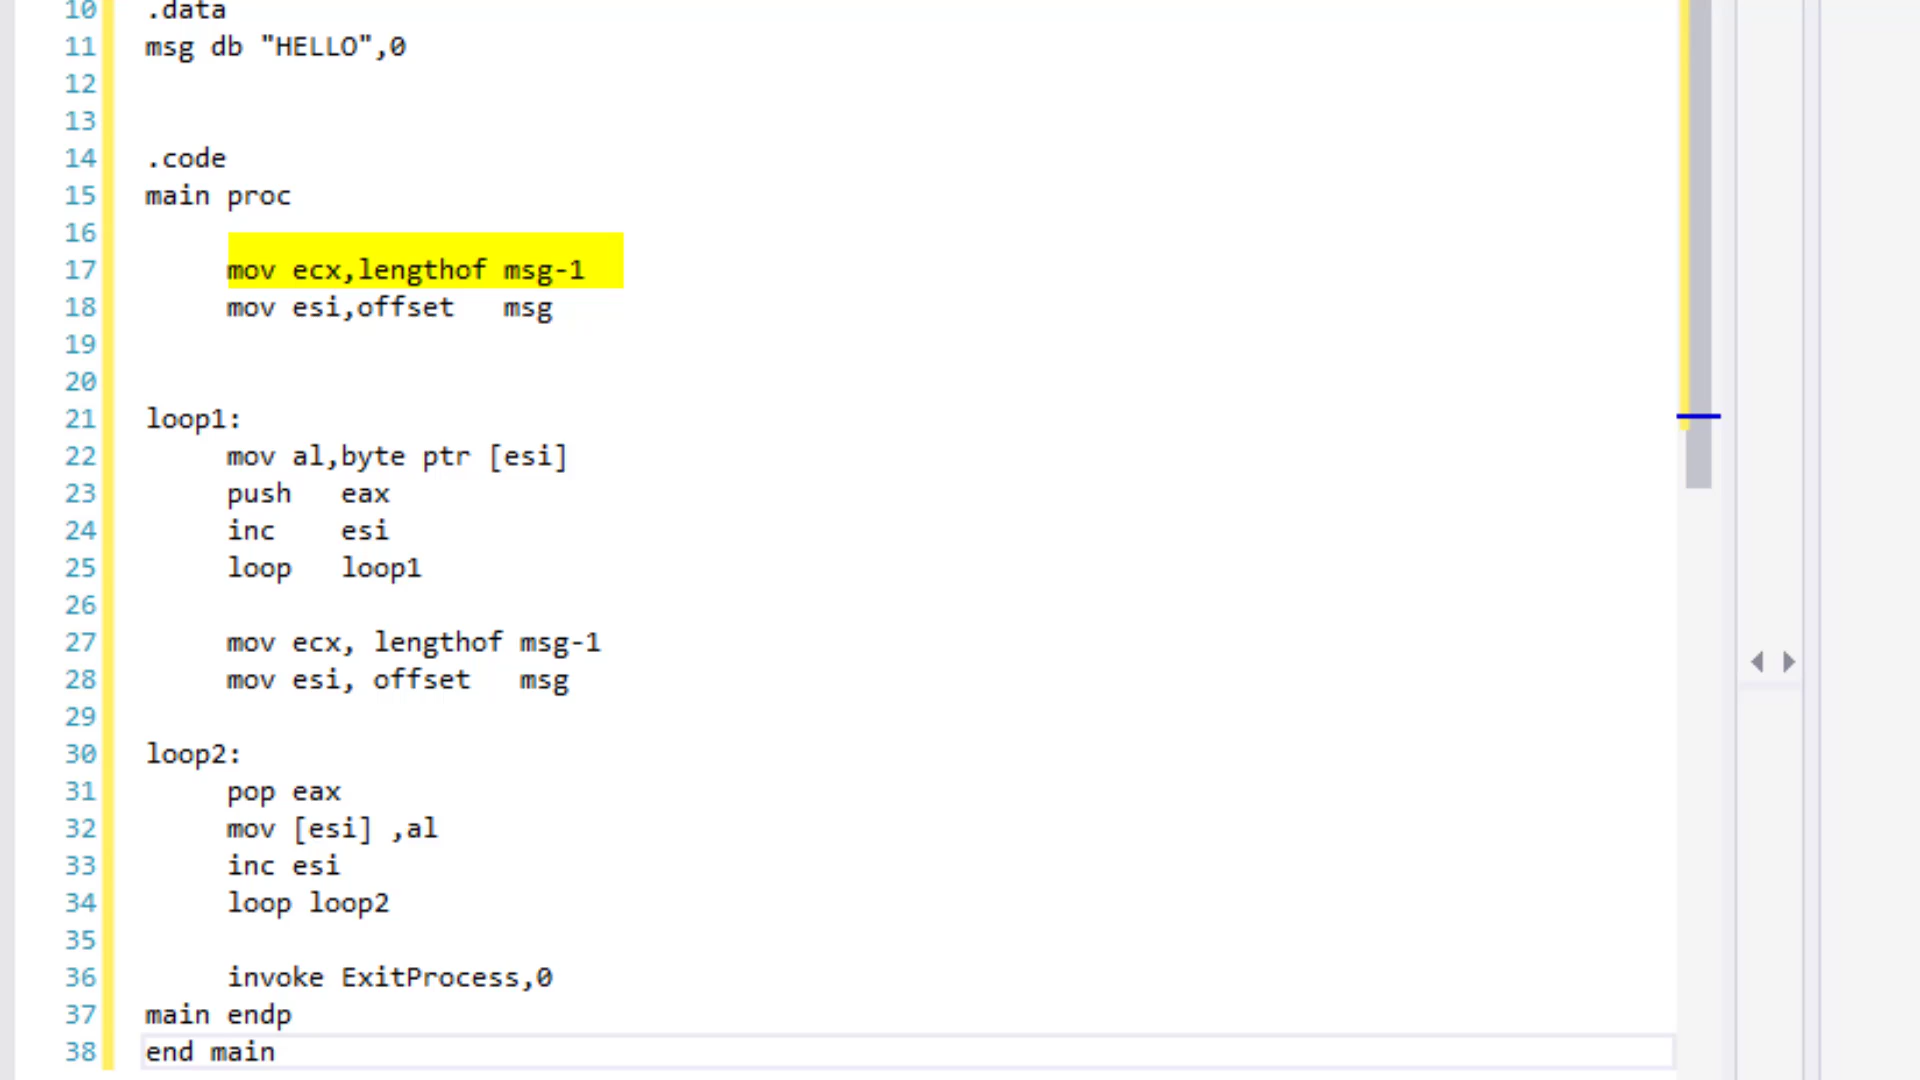 10 .data
11 msg db "HELLO",0
12
13
14 .code
15 main proc
16
17 mov ecx,lengthof msg-1
18 mov esi,offset msg
19
20
21 loop1:
22 mov al,byte ptr [esi]
23 push eax
24 inc esi
25 loop loop1
26
27 mov ecx, lengthof msg-1
28 mov esi, offset msg
29
30 loop2:
31 pop eax
32 mov [esi] ,al
33 inc esi
34 loop loop2
35
36 invoke ExitProcess,0
37 main endp
38 end main